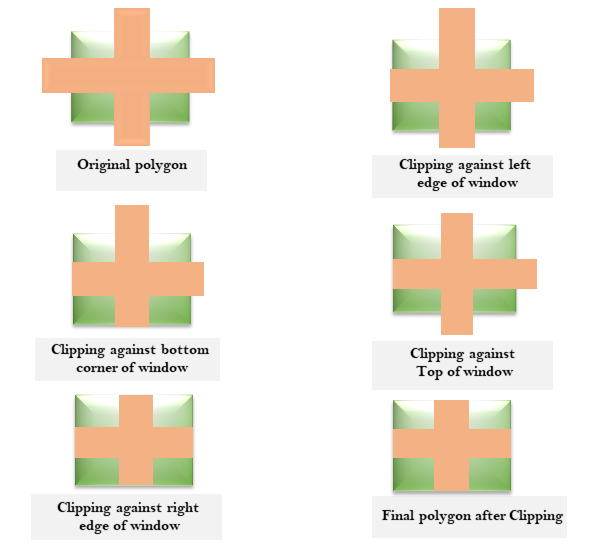 Original polygon
Clipping against left
edge of window
Clipping against bottom
corner of window
Clipping against
Top of window
Clipping against right
edge of window
Final polygon after Clipping